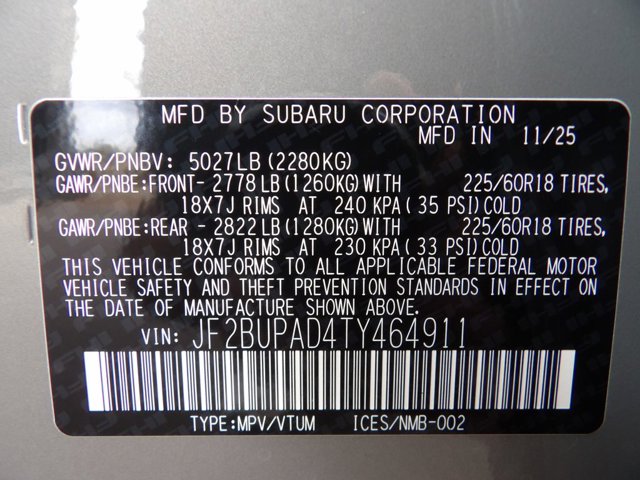 MFD BY SUBARU CORPORATION
MFD IN 11/25
GVWR/PNBV: 5027LB (2280KG)
GAWR/PNBE:FRONT- 2778 LB (1260KG) WITH 225/60R18 TIRES,
18X7J RIMS AT 240 KPA ( 35 PSI) COLD
GAWR/PNBE:REAR - 2822 LB (1280KG) WITH 225/60R18 TIRES,
18X7J RIMS AT 230 KPA ( 33 PSI) COLD
THIS VEHICLE CONFORMS TO ALL APPLICABLE FEDERAL MOTOR
VEHICLE SAFETY AND THEFT PREVENTION STANDARDS IN EFFECT ON
THE DATE OF MANUFACTURE SHOWN ABOVE.
VIN: JF2BUPAD4TY464911
TYPE:MPV/VTUM ICES/NMB-002